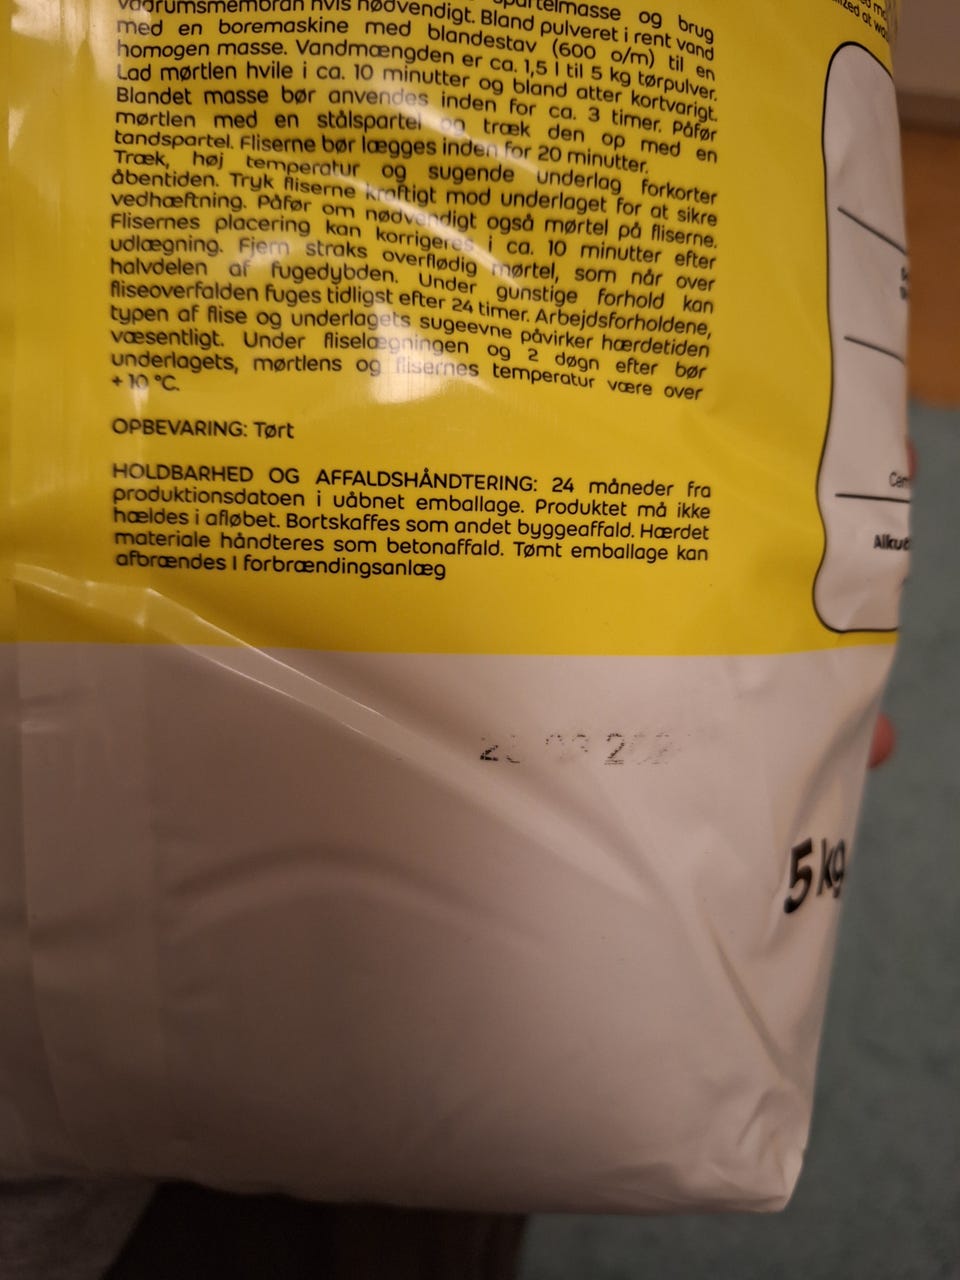 vådrumsmembran hvis nødvendigt. Bland pulveret i rent vand
med en boremaskine med blandestav (600 o/m) til en
homogen masse. Vandmængden er ca. 1,5 l til 5 kg tørpulver.
Lad mørtlen hvile i ca. 10 minutter og bland atter kortvarigt.
Blandet masse bør anvendes inden for ca. 3 timer. Påfør
mørtlen med en stålspartel og træk den op med en
tandspartel. Fliserne bør lægges inden for 20 minutter.
Træk, høj temperatur og sugende underlag forkorter
åbentiden. Tryk fliserne kraftigt mod underlaget for at sikre
vedhæftning. Påfør om nødvendigt også mørtel på fliserne.
Flisernes placering kan korrigeres i ca. 10 minutter efter
udlægning. Fjern straks overflødig mørtel, som når over
halvdelen af fugedybden. Under gunstige forhold kan
fliseoverfalden fuges tidligst efter 24 timer. Arbejdsforholdene,
typen af flise og underlagets sugeevne påvirker hærdetiden
væsentligt. Under fliselægningen og 2 døgn efter bør
underlagets, mørtlens og flisernes temperatur være over
+ 10 °C.
OPBEVARING: Tørt
HOLDBARHED OG AFFALDSHÅNDTERING: 24 måneder fra
produktionsdatoen i uåbnet emballage. Produktet må ikke
hældes i afløbet. Bortskaffes som andet byggeaffald. Hærdet
materiale håndteres som betonaffald. Tømt emballage kan
afbrændes I forbrændingsanlæg
5 kg